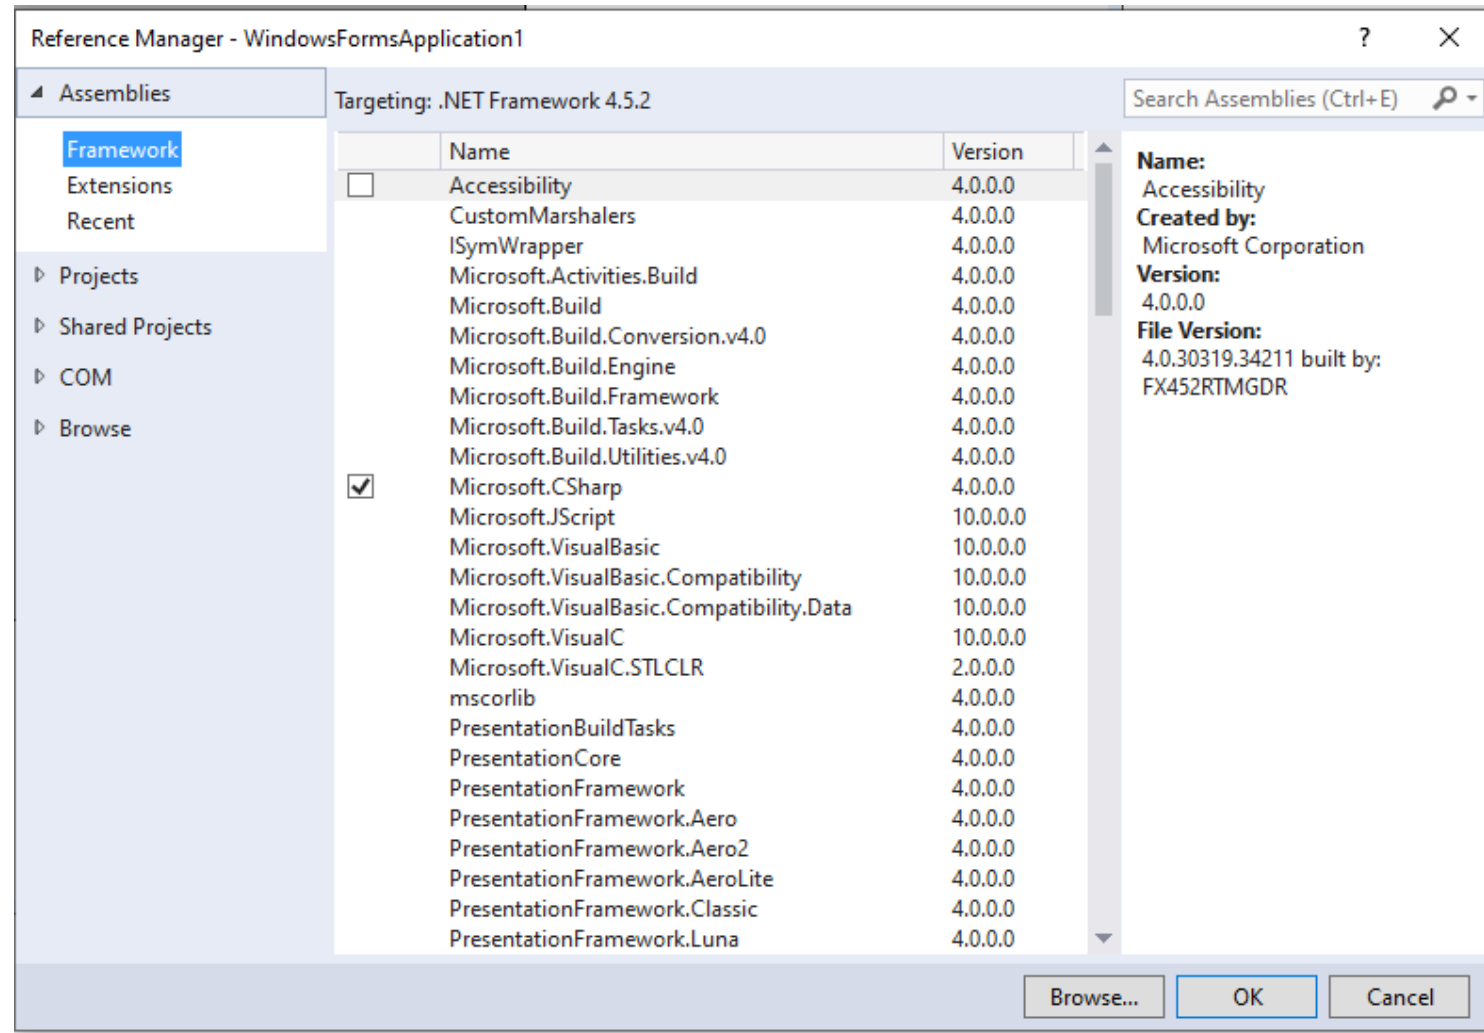 Reference Manager - WindowsFormsApplication1 ?
Assemblies
Framework
Extensions
Recent
Projects
Shared Projects
COM
Browse
Targeting: .NET Framework 4.5.2
Search Assemblies (Ctrl+E)
Name Version
Accessibility 4.0.0.0
CustomMarshalers 4.0.0.0
ISymWrapper 4.0.0.0
Microsoft.Activities.Build 4.0.0.0
Microsoft.Build 4.0.0.0
Microsoft.Build.Conversion.v4.0 4.0.0.0
Microsoft.Build.Engine 4.0.0.0
Microsoft.Build.Framework 4.0.0.0
Microsoft.Build.Tasks.v4.0 4.0.0.0
Microsoft.Build.Utilities.v4.0 4.0.0.0
Microsoft.CSharp 4.0.0.0
Microsoft.JScript 10.0.0.0
Microsoft.VisualBasic 10.0.0.0
Microsoft.VisualBasic.Compatibility 10.0.0.0
Microsoft.VisualBasic.Compatibility.Data 10.0.0.0
Microsoft.VisualC 10.0.0.0
Microsoft.VisualC.STLCLR 2.0.0.0
mscorlib 4.0.0.0
PresentationBuildTasks 4.0.0.0
PresentationCore 4.0.0.0
PresentationFramework 4.0.0.0
PresentationFramework.Aero 4.0.0.0
PresentationFramework.Aero2 4.0.0.0
PresentationFramework.AeroLite 4.0.0.0
PresentationFramework.Classic 4.0.0.0
PresentationFramework.Luna 4.0.0.0
Name:
Accessibility
Created by:
Microsoft Corporation
Version:
4.0.0.0
File Version:
4.0.30319.34211 built by:
FX452RTMGDR
Browse... OK Cancel